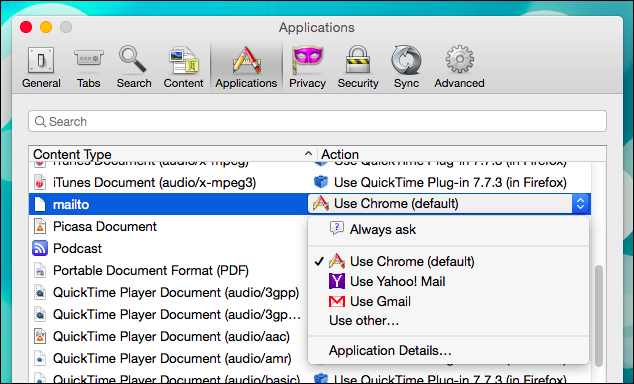 Applications
General Tabs Search Content Applications Privacy Security Sync Advanced
Search
Content Type Action
iTunes Document (audio/x-mpeg) Use QuickTime Plug-in 7.7.3 (in Firefox)
iTunes Document (audio/x-mpeg3) Use QuickTime Plug-in 7.7.3 (in Firefox)
mailto Use Chrome (default)
Picasa Document
Always ask
Podcast
Portable Document Format (PDF)
✓ Use Chrome (default)
Use Yahoo! Mail
QuickTime Player Document (audio/3gpp)
Use Gmail
QuickTime Player Document (audio/3gp…
Use other…
QuickTime Player Document (audio/aac)
Application Details…
QuickTime Player Document (audio/amr)
QuickTime Player Document (audio/basic)